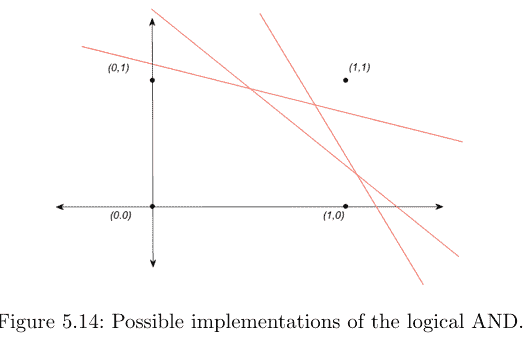 (0,1)
(1,1)
(0.0)
(1,0)
Figure 5.14: Possible implementations of the logical AND.